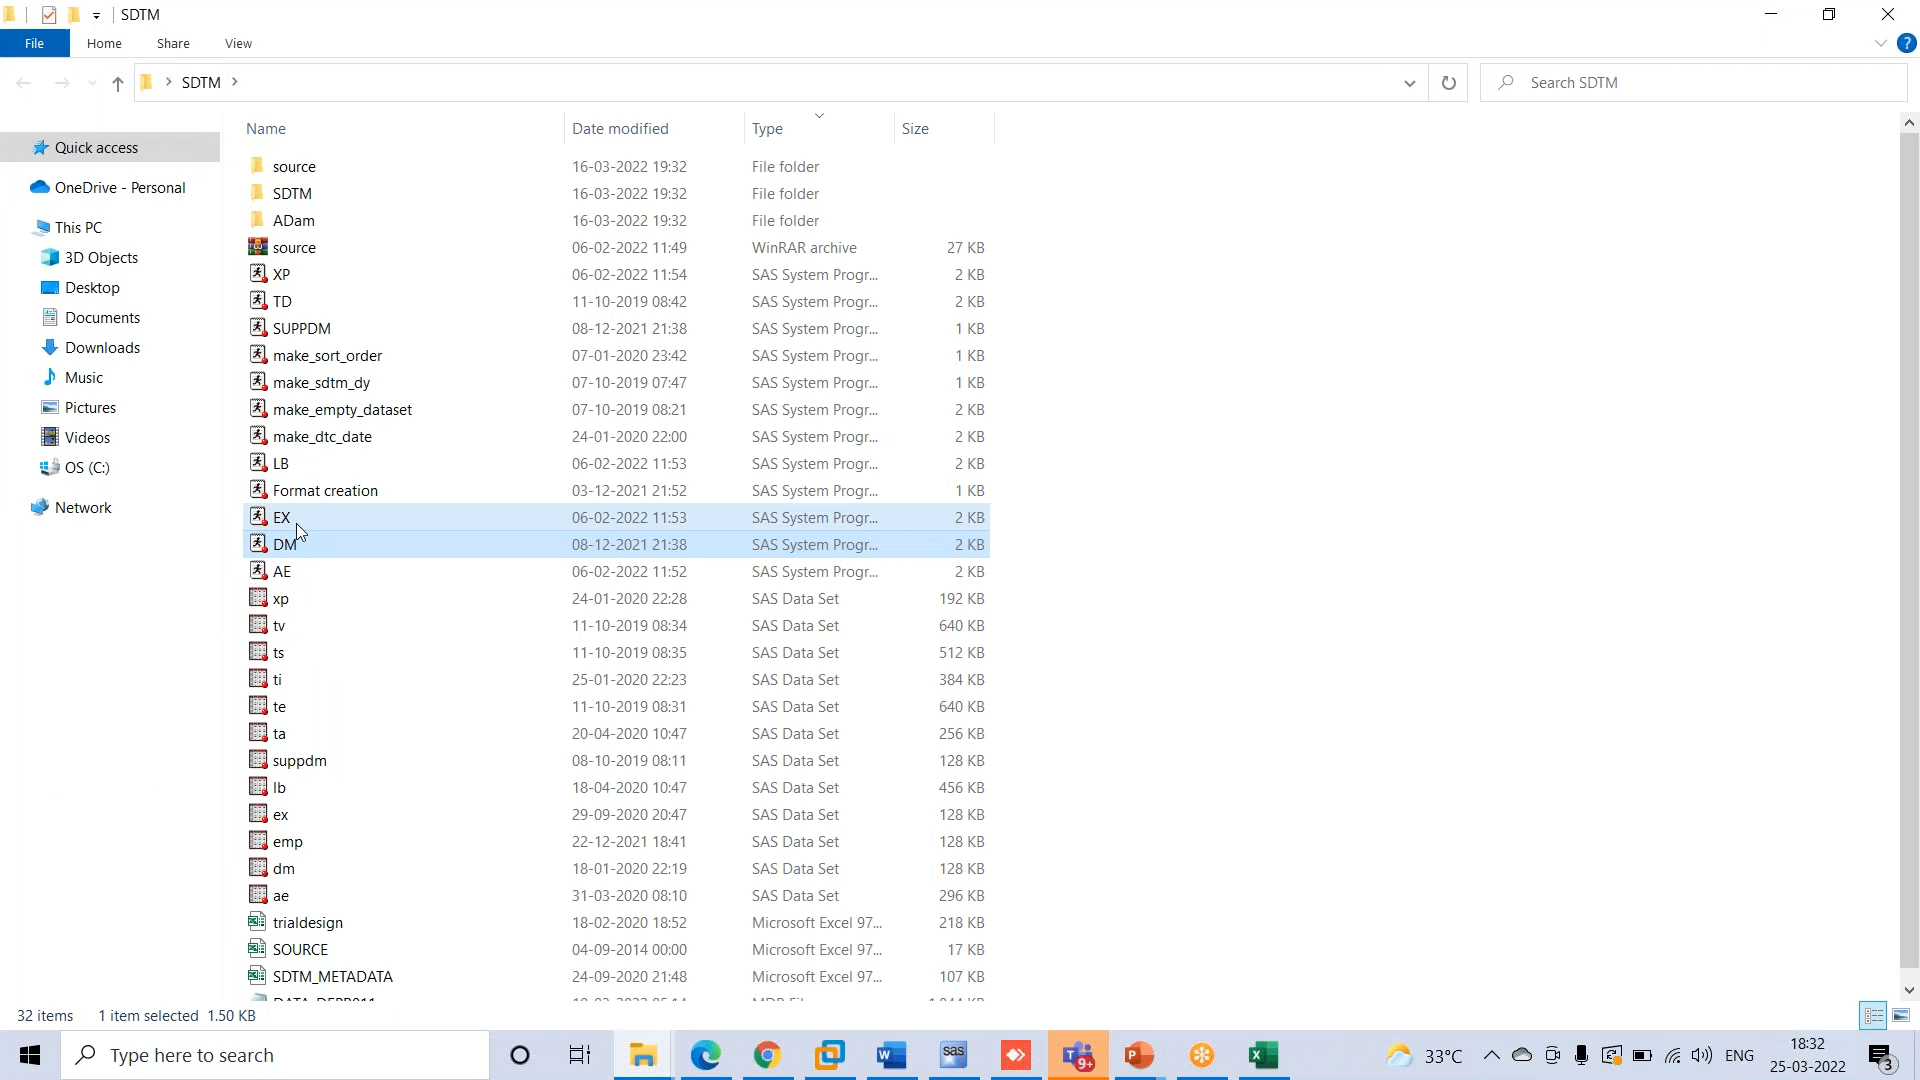 SDTM
File Home Share View
SDTM
Search SDTM
Name Date modified Type Size
Quick access
OneDrive - Personal
This PC
3D Objects
Desktop
Documents
Downloads
Music
Pictures
Videos
OS (C:)
Network
source 16-03-2022 19:32 File folder
SDTM 16-03-2022 19:32 File folder
ADam 16-03-2022 19:32 File folder
source 06-02-2022 11:49 WinRAR archive 27 KB
XP 06-02-2022 11:54 SAS System Progr... 2 KB
TD 11-10-2019 08:42 SAS System Progr... 2 KB
SUPPDM 08-12-2021 21:38 SAS System Progr... 1 KB
make_sort_order 07-01-2020 23:42 SAS System Progr... 1 KB
make_sdtm_dy 07-10-2019 07:47 SAS System Progr... 1 KB
make_empty_dataset 07-10-2019 08:21 SAS System Progr... 2 KB
make_dtc_date 24-01-2020 22:00 SAS System Progr... 2 KB
LB 06-02-2022 11:53 SAS System Progr... 2 KB
Format creation 03-12-2021 21:52 SAS System Progr... 1 KB
EX 06-02-2022 11:53 SAS System Progr... 2 KB
DM 08-12-2021 21:38 SAS System Progr... 2 KB
AE 06-02-2022 11:52 SAS System Progr... 2 KB
xp 24-01-2020 22:28 SAS Data Set 192 KB
tv 11-10-2019 08:34 SAS Data Set 640 KB
ts 11-10-2019 08:35 SAS Data Set 512 KB
ti 25-01-2020 22:23 SAS Data Set 384 KB
te 11-10-2019 08:31 SAS Data Set 640 KB
ta 20-04-2020 10:47 SAS Data Set 256 KB
suppdm 08-10-2019 08:11 SAS Data Set 128 KB
lb 18-04-2020 10:47 SAS Data Set 456 KB
ex 29-09-2020 20:47 SAS Data Set 128 KB
emp 22-12-2021 18:41 SAS Data Set 128 KB
dm 18-01-2020 22:19 SAS Data Set 128 KB
ae 31-03-2020 08:10 SAS Data Set 296 KB
trialdesign 18-02-2020 18:52 Microsoft Excel 97... 218 KB
SOURCE 04-09-2014 00:00 Microsoft Excel 97... 17 KB
SDTM_METADATA 24-09-2020 21:48 Microsoft Excel 97... 107 KB
32 items 1 item selected 1.50 KB
Type here to search
sas
9+
33°C
ENG
18:32
25-03-2022
3